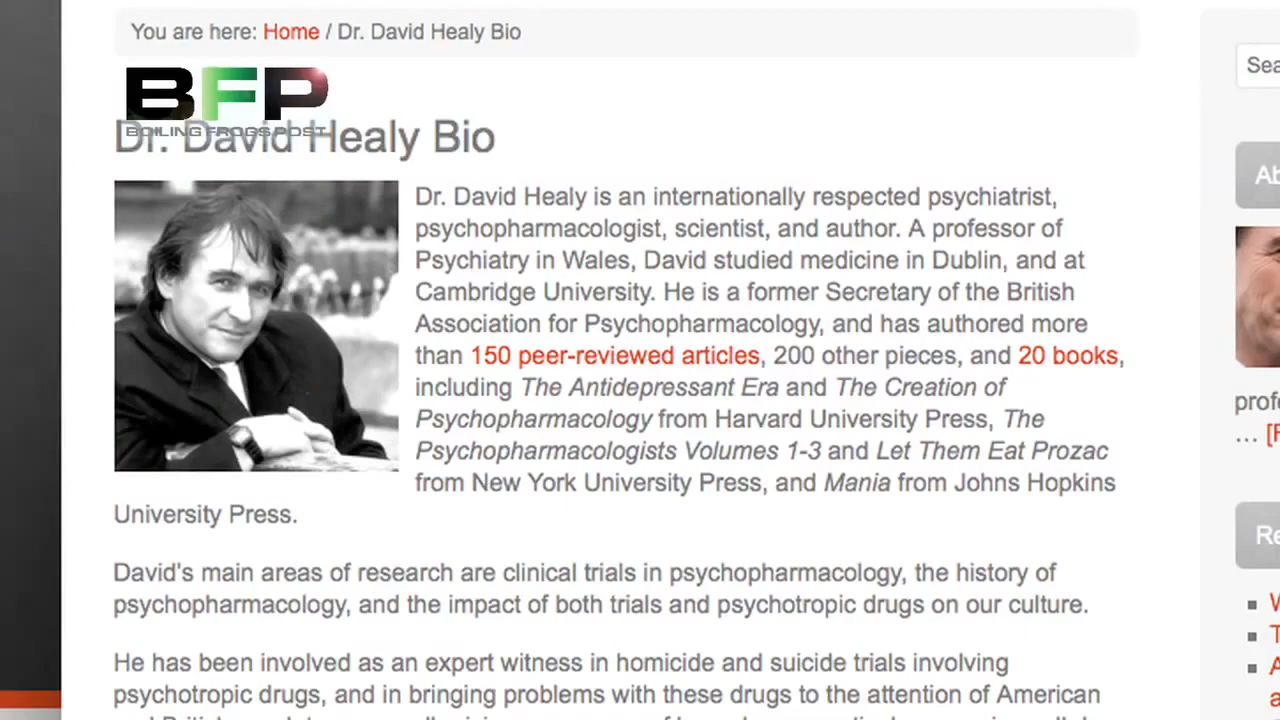 You are here: Home / Dr. David Healy Bio
BFP
BOILING FROGS POST
Dr. David Healy Bio
Dr. David Healy is an internationally respected psychiatrist,
psychopharmacologist, scientist, and author. A professor of
Psychiatry in Wales, David studied medicine in Dublin, and at
Cambridge University. He is a former Secretary of the British
Association for Psychopharmacology, and has authored more
than 150 peer-reviewed articles, 200 other pieces, and 20 books,
including The Antidepressant Era and The Creation of
Psychopharmacology from Harvard University Press, The
Psychopharmacologists Volumes 1-3 and Let Them Eat Prozac
from New York University Press, and Mania from Johns Hopkins
University Press.
David's main areas of research are clinical trials in psychopharmacology, the history of
psychopharmacology, and the impact of both trials and psychotropic drugs on our culture.
He has been involved as an expert witness in homicide and suicide trials involving
psychotropic drugs, and in bringing problems with these drugs to the attention of American
Sea
Ab
profe
... [F
Re
W
T
A
a